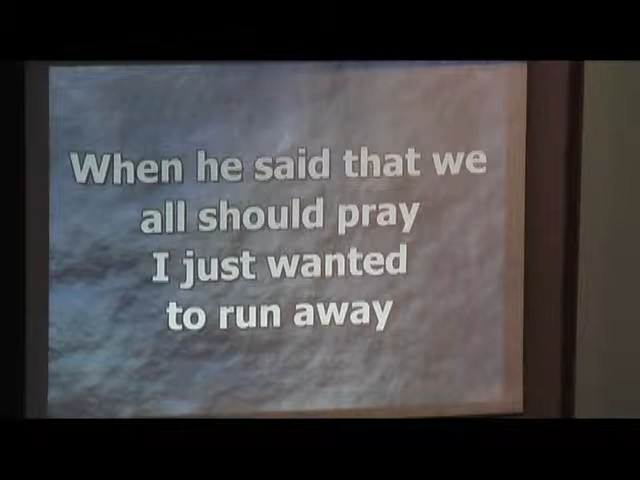 When he said that we
all should pray
I just wanted
to run away